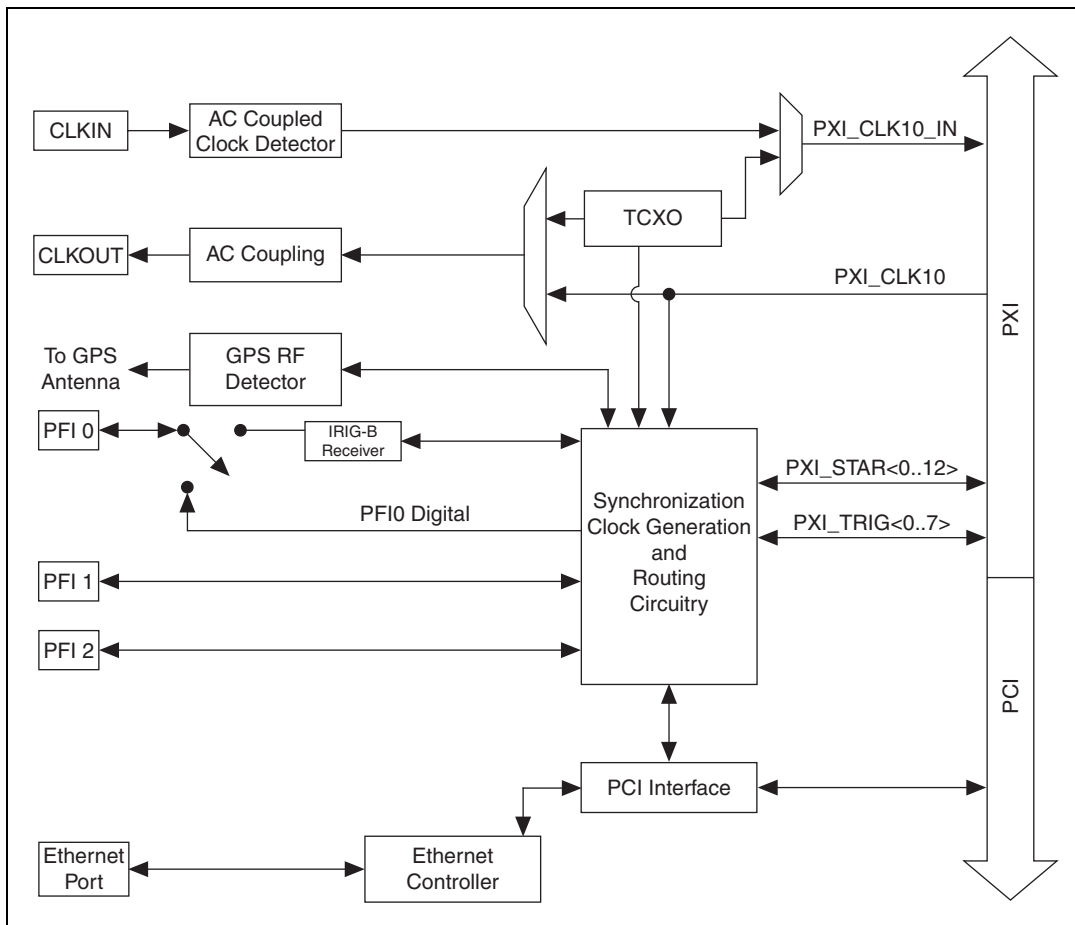 CLKIN
AC Coupled
Clock Detector
PXI_CLK10_IN
TCXO
CLKOUT
AC Coupling
PXI_CLK10
PXI
To GPS
Antenna
GPS RF
Detector
PFI 0
IRIG-B
Receiver
PXI_STAR<0..12>
Synchronization
Clock Generation
and
Routing
Circuitry
PFI0 Digital
PXI_TRIG<0..7>
PFI 1
PFI 2
PCI
PCI Interface
Ethernet
Port
Ethernet
Controller